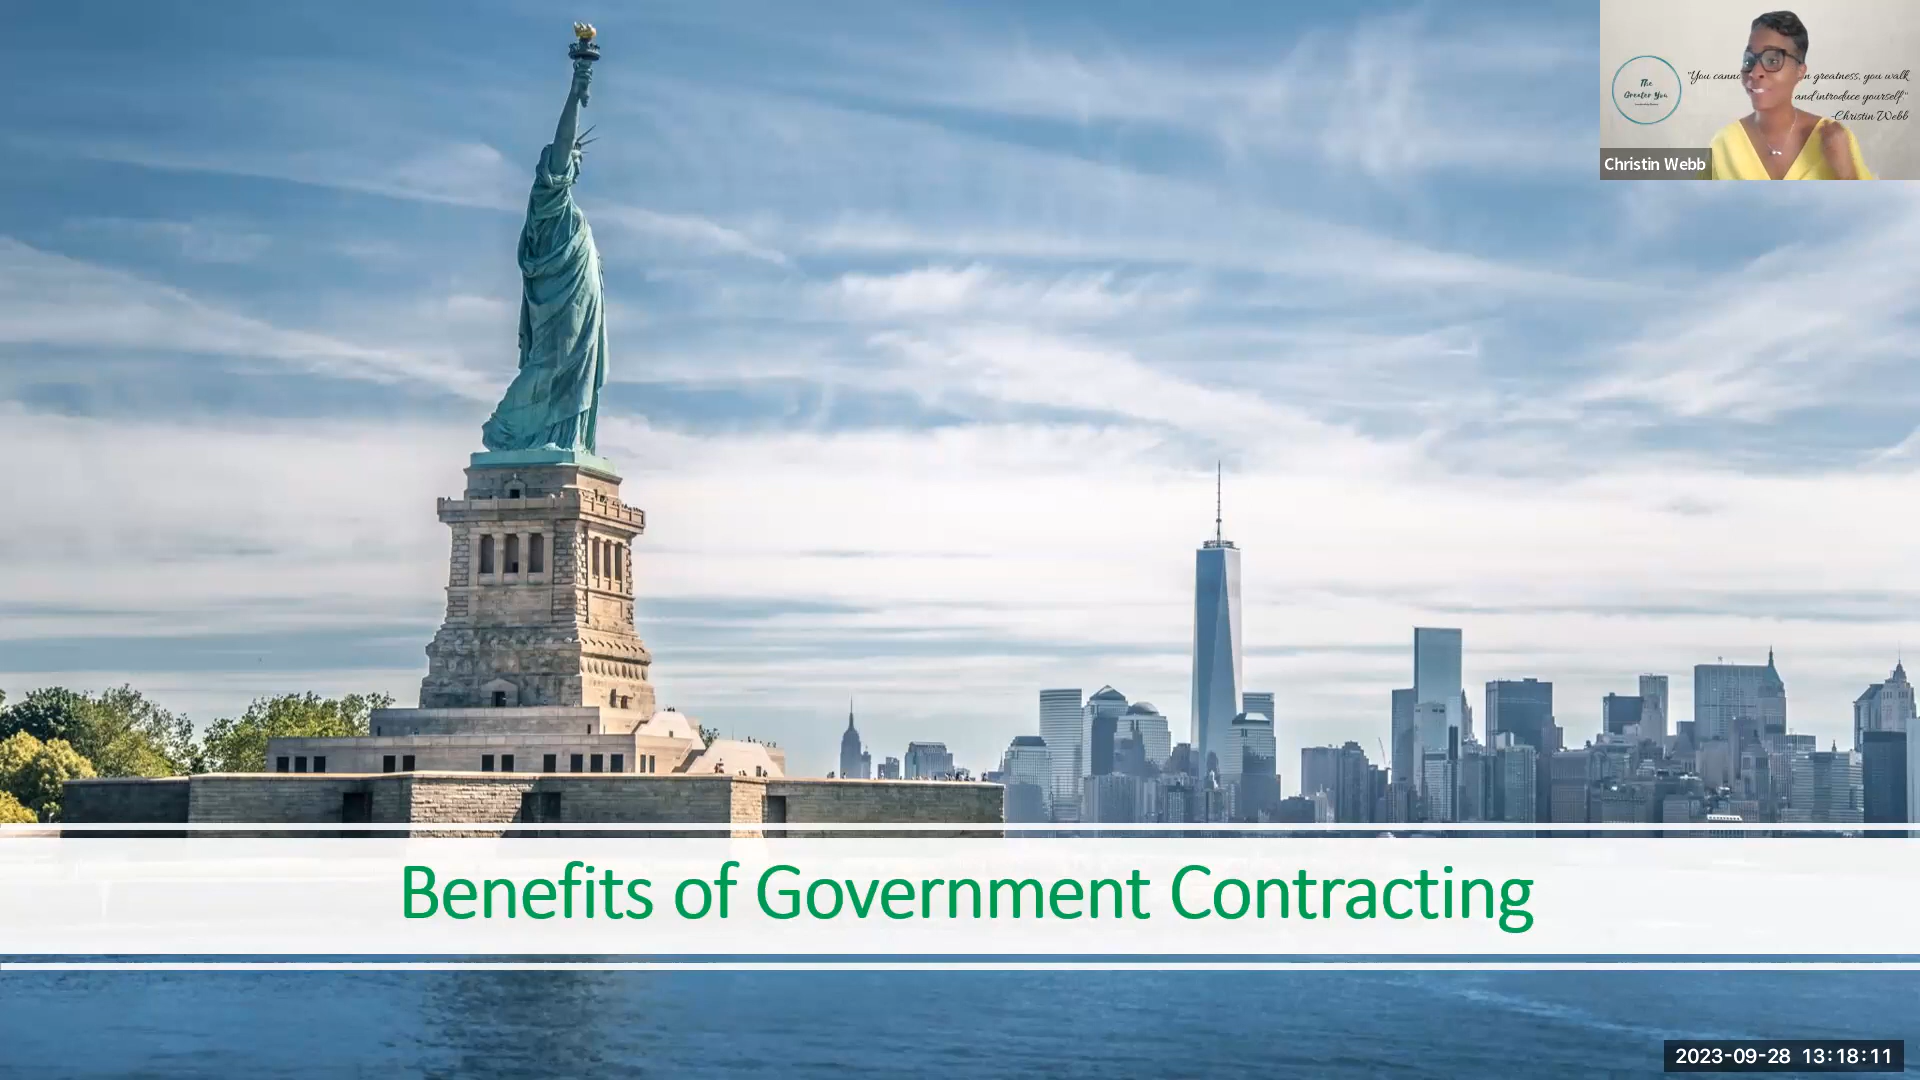 The
Greater You
"You canno
n greatness, you walk
and introduce yourself"
-Christin Webb
Christin Webb
Benefits of Government Contracting
2023-09-28 13:18:11